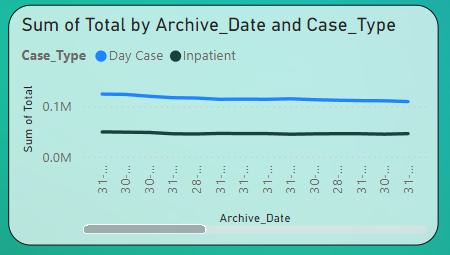 Sum of Total by Archive_Date and Case_Type
Case_Type Day Case Inpatient
Sum of Total
0.1M
0.0M
31-...
30-...
30-...
31-...
28-...
31-...
31-...
31-...
31-...
30-...
28-...
31-...
30-...
31-...
Archive_Date